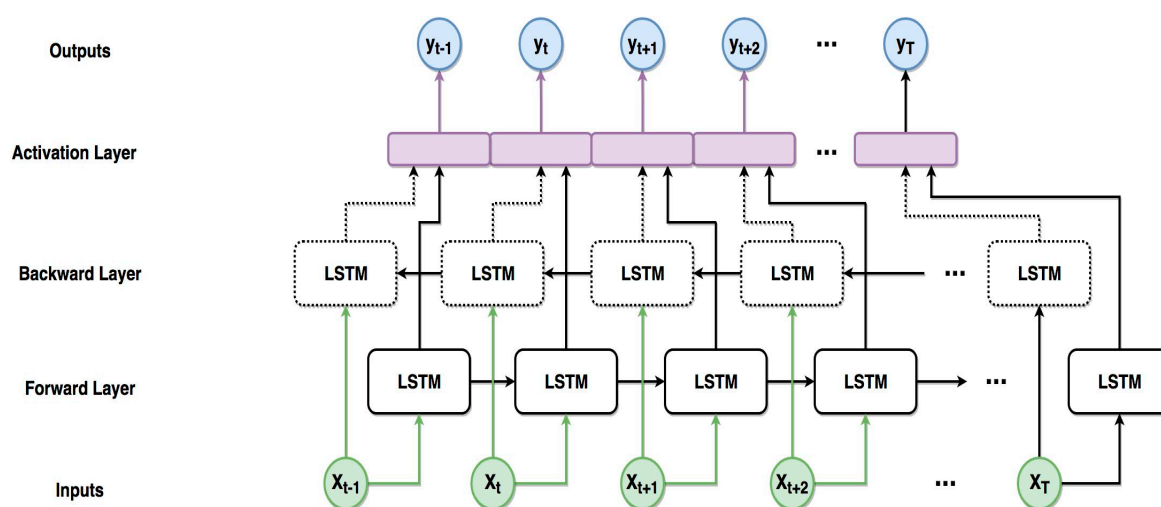 Outputs y_{t-1} y_t y_{t+1} y_{t+2} ... y_T
Activation Layer ...
Backward Layer LSTM LSTM LSTM LSTM ... LSTM
Forward Layer LSTM LSTM LSTM LSTM ... LSTM
Inputs X_{t-1} X_t X_{t+1} X_{t+2} ... X_T